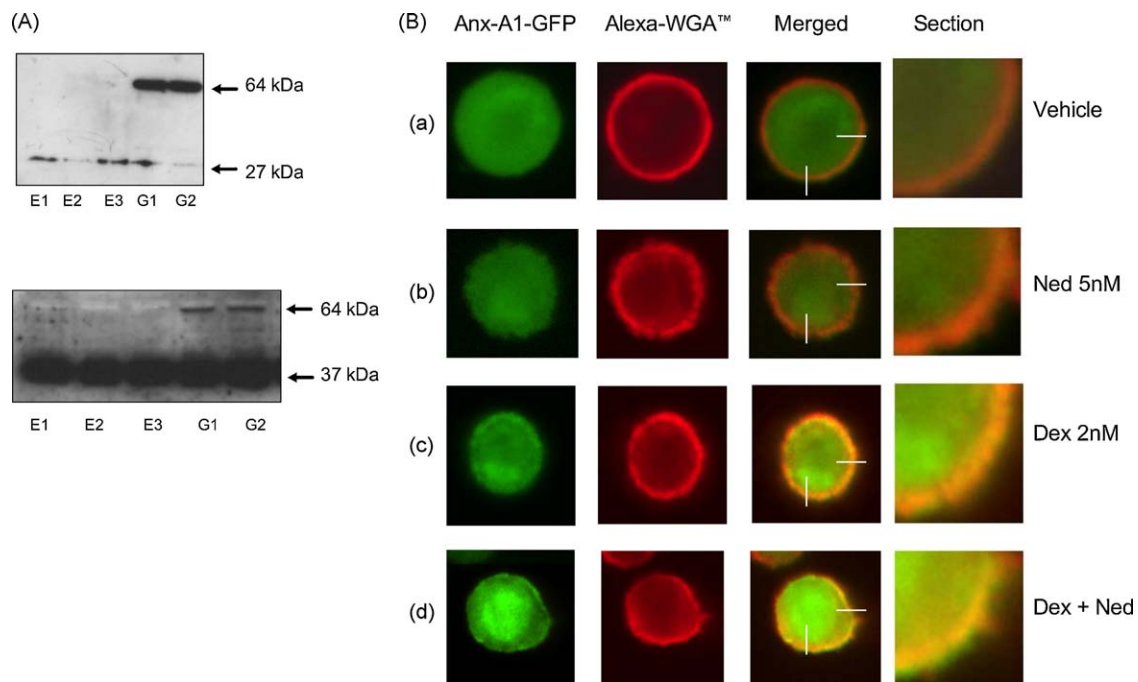 (A)
64 kDa
27 kDa
E1 E2 E3 G1 G2
64 kDa
37 kDa
E1 E2 E3 G1 G2
(B) Anx-A1-GFP Alexa-WGA™ Merged Section
(a) Vehicle
(b) Ned 5nM
(c) Dex 2nM
(d) Dex + Ned